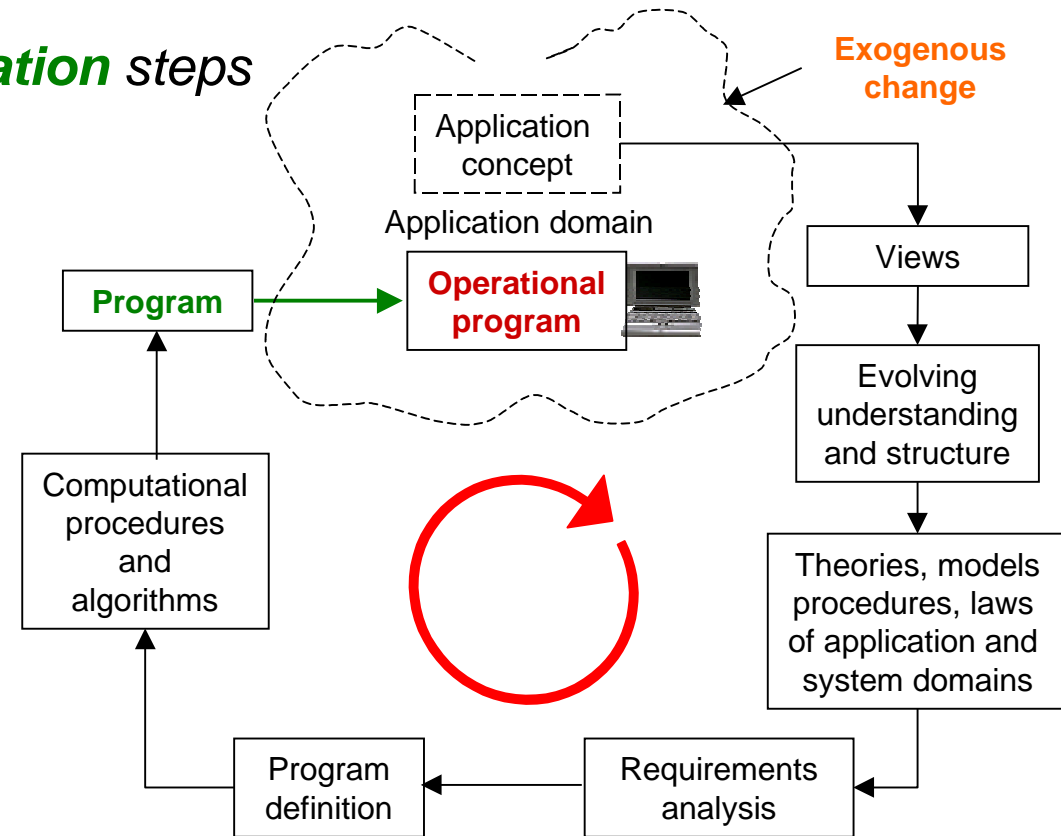 ation steps
Exogenous
change
Application
concept
Application domain
Operational
program
Program
Views
Evolving
understanding
and structure
Computational
procedures
and
algorithms
Theories, models
procedures, laws
of application and
system domains
Program
definition
Requirements
analysis